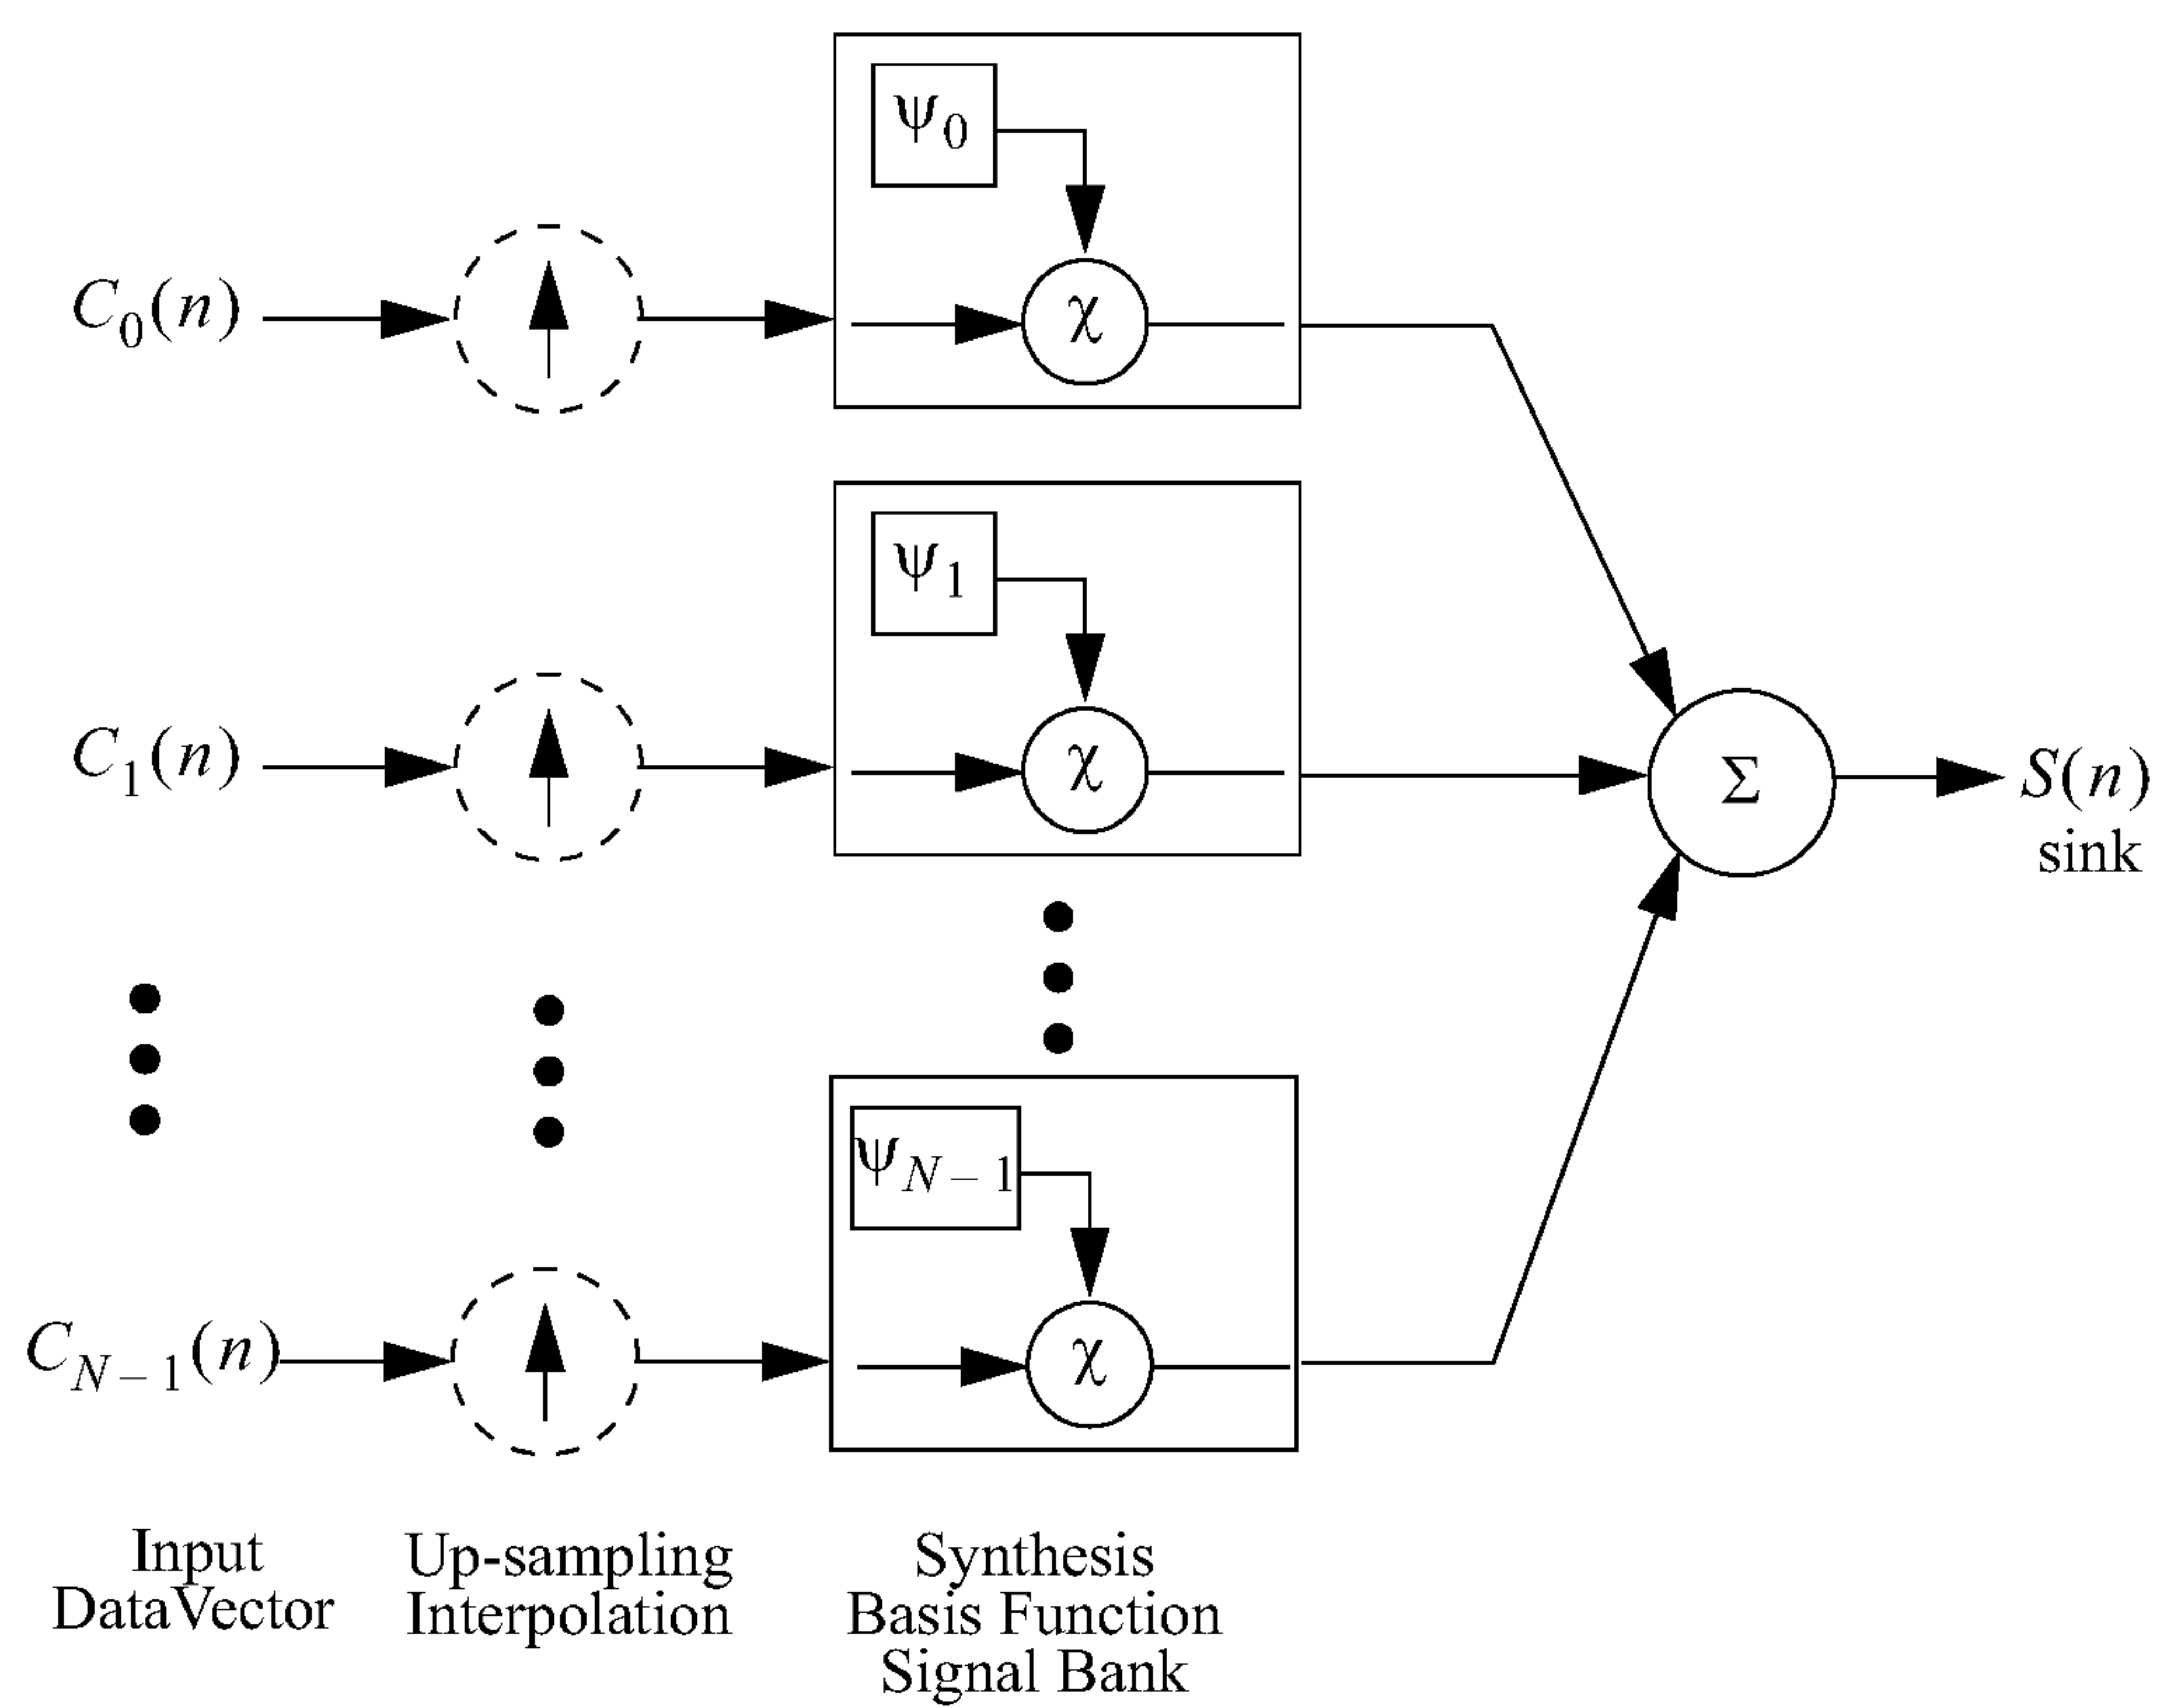 ψ0
C0(n)
χ
ψ1
C1(n)
χ
Σ
S(n)
sink
ψN − 1
CN − 1(n)
χ
Input
DataVector
Up-sampling
Interpolation
Synthesis
Basis Function
Signal Bank